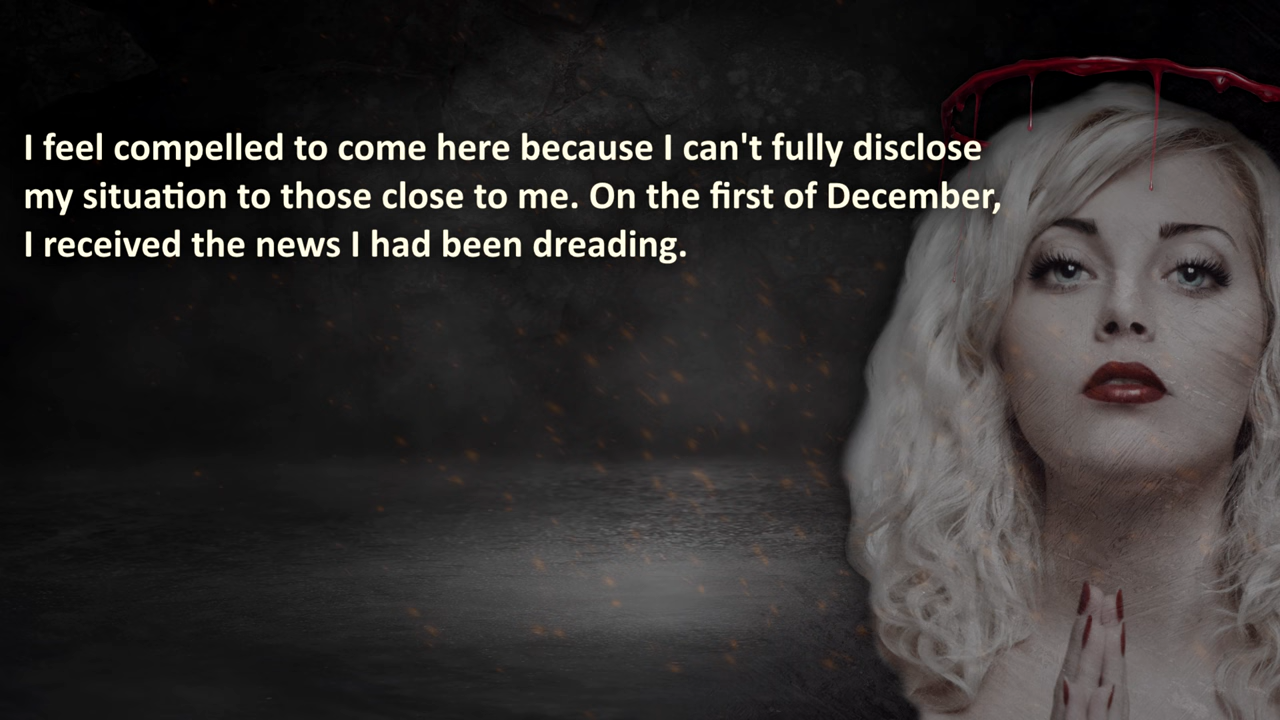 I feel compelled to come here because I can't fully disclose
my situation to those close to me. On the first of December,
I received the news I had been dreading.